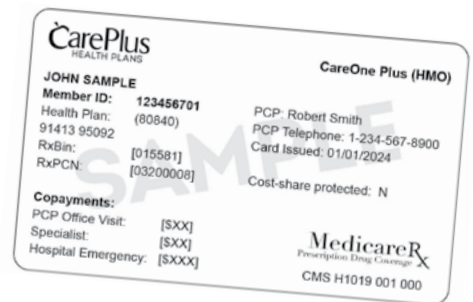 CarePlus
HEALTH PLANS
CareOne Plus (HMO)
JOHN SAMPLE
Member ID: 123456701
Health Plan: (80840)
91413 95092
RxBin: [015581]
RxPCN: [03200008]
PCP: Robert Smith
PCP Telephone: 1-234-567-8900
Card Issued: 01/01/2024
Cost-share protected: N
SAMPLE
Copayments:
PCP Office Visit: [$XX]
Specialist: [$XX]
Hospital Emergency: [$XXX]
MedicareRx
Prescription Drug Coverage
CMS H1019 001 000